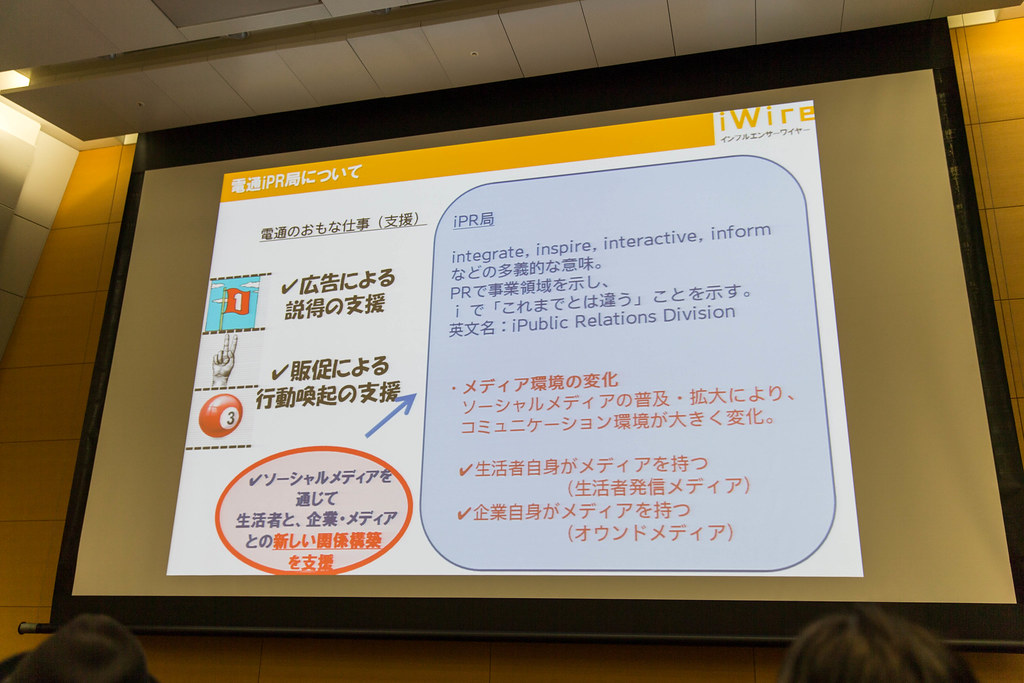 iWire
インフルエンサーワイヤー
電通iPR局について
電通のおもな仕事（支援）
1
✓広告による
説得の支援
✓販促による
行動喚起の支援
3
✓ソーシャルメディアを
通じて
生活者と、企業・メディア
との新しい関係構築
を支援
iPR局
integrate, inspire, interactive, inform
などの多義的な意味。
PRで事業領域を示し、
i で「これまでとは違う」ことを示す。
英文名：iPublic Relations Division
・メディア環境の変化
ソーシャルメディアの普及・拡大により、
コミュニケーション環境が大きく変化。
✓生活者自身がメディアを持つ
（生活者発信メディア）
✓企業自身がメディアを持つ
（オウンドメディア）